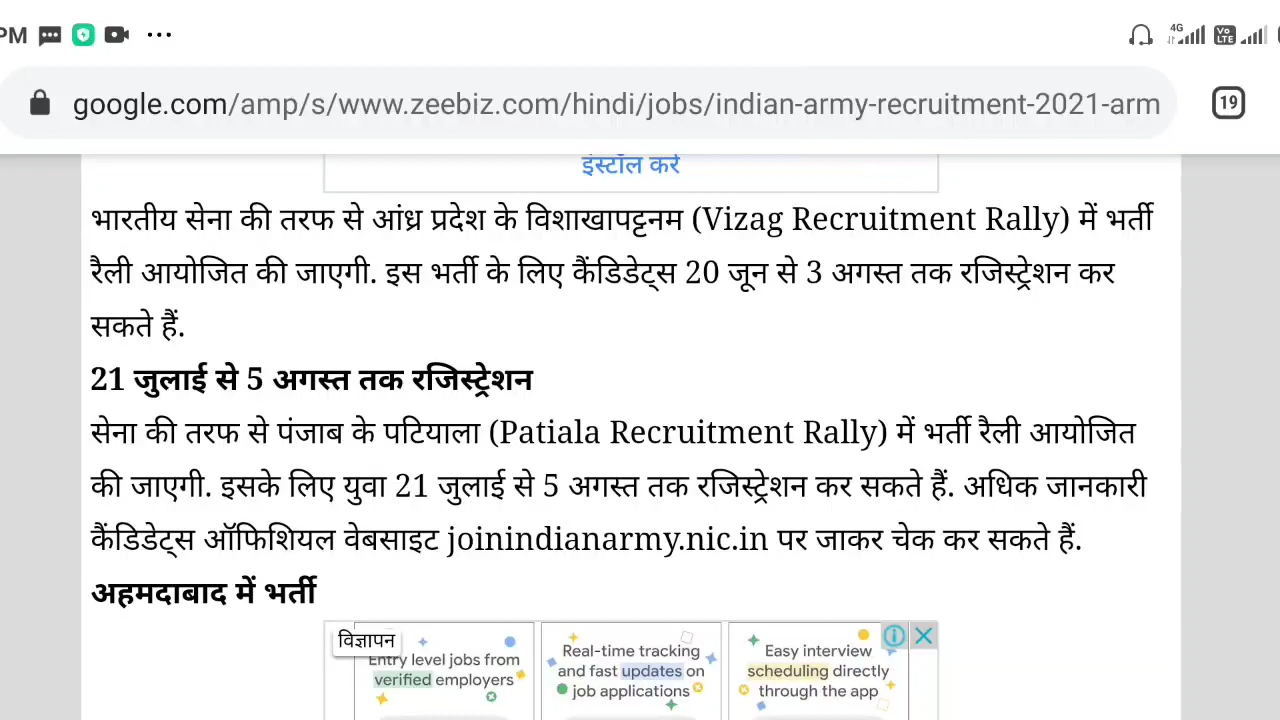 PM
4G
Vo LTE
google.com/amp/s/www.zeebiz.com/hindi/jobs/indian-army-recruitment-2021-arm
19
इंस्टॉल करें
भारतीय सेना की तरफ से आंध्र प्रदेश के विशाखापट्टनम (Vizag Recruitment Rally) में भर्ती
रैली आयोजित की जाएगी. इस भर्ती के लिए कैंडिडेट्स 20 जून से 3 अगस्त तक रजिस्ट्रेशन कर
सकते हैं.
21 जुलाई से 5 अगस्त तक रजिस्ट्रेशन
सेना की तरफ से पंजाब के पटियाला (Patiala Recruitment Rally) में भर्ती रैली आयोजित
की जाएगी. इसके लिए युवा 21 जुलाई से 5 अगस्त तक रजिस्ट्रेशन कर सकते हैं. अधिक जानकारी
कैंडिडेट्स ऑफिशियल वेबसाइट joinindianarmy.nic.in पर जाकर चेक कर सकते हैं.
अहमदाबाद में भर्ती
विज्ञापन
Entry level jobs from
verified employers
Real-time tracking
and fast updates on
job applications
Easy interview
scheduling directly
through the app